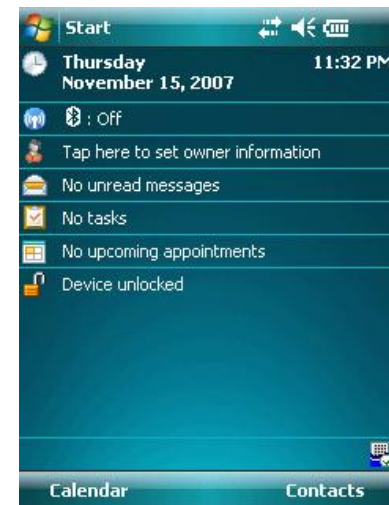 Start
Thursday 11:32 PM
November 15, 2007
: Off
Tap here to set owner information
No unread messages
No tasks
No upcoming appointments
Device unlocked
Calendar Contacts